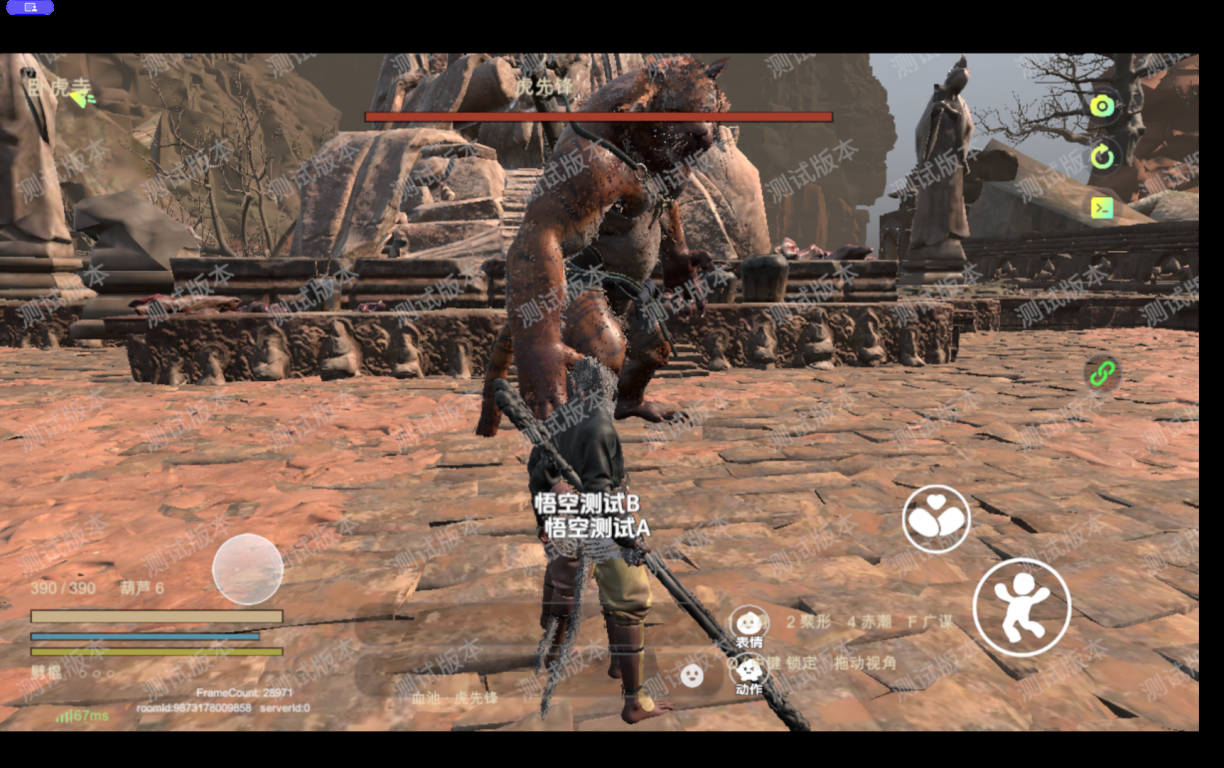 卧虎寺
虎先锋
悟空测试B
悟空测试A
390 / 390 葫芦 6
2 聚形 4 赤潮 F 广谋
表情
键 锁定 拖动视角
动作
劈棍
血池 虎先锋
FrameCount: 28971
roomId:9873178009858 serverId:0
67ms
测试版本